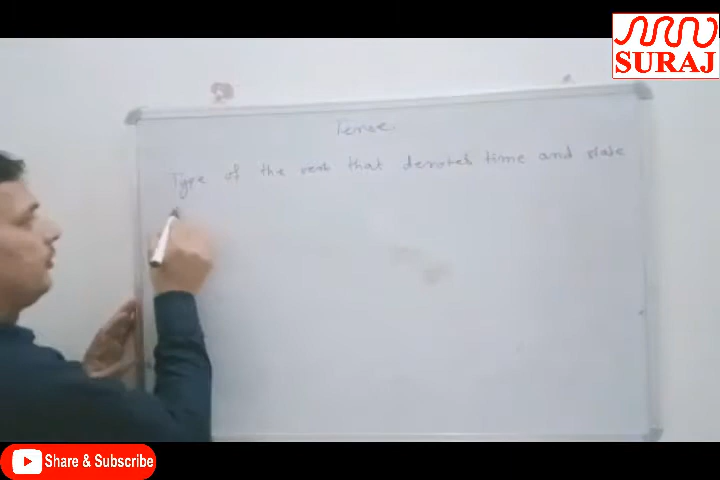 SURAJ
Tense.
Type of the verb that denotes time and state
Share & Subscribe